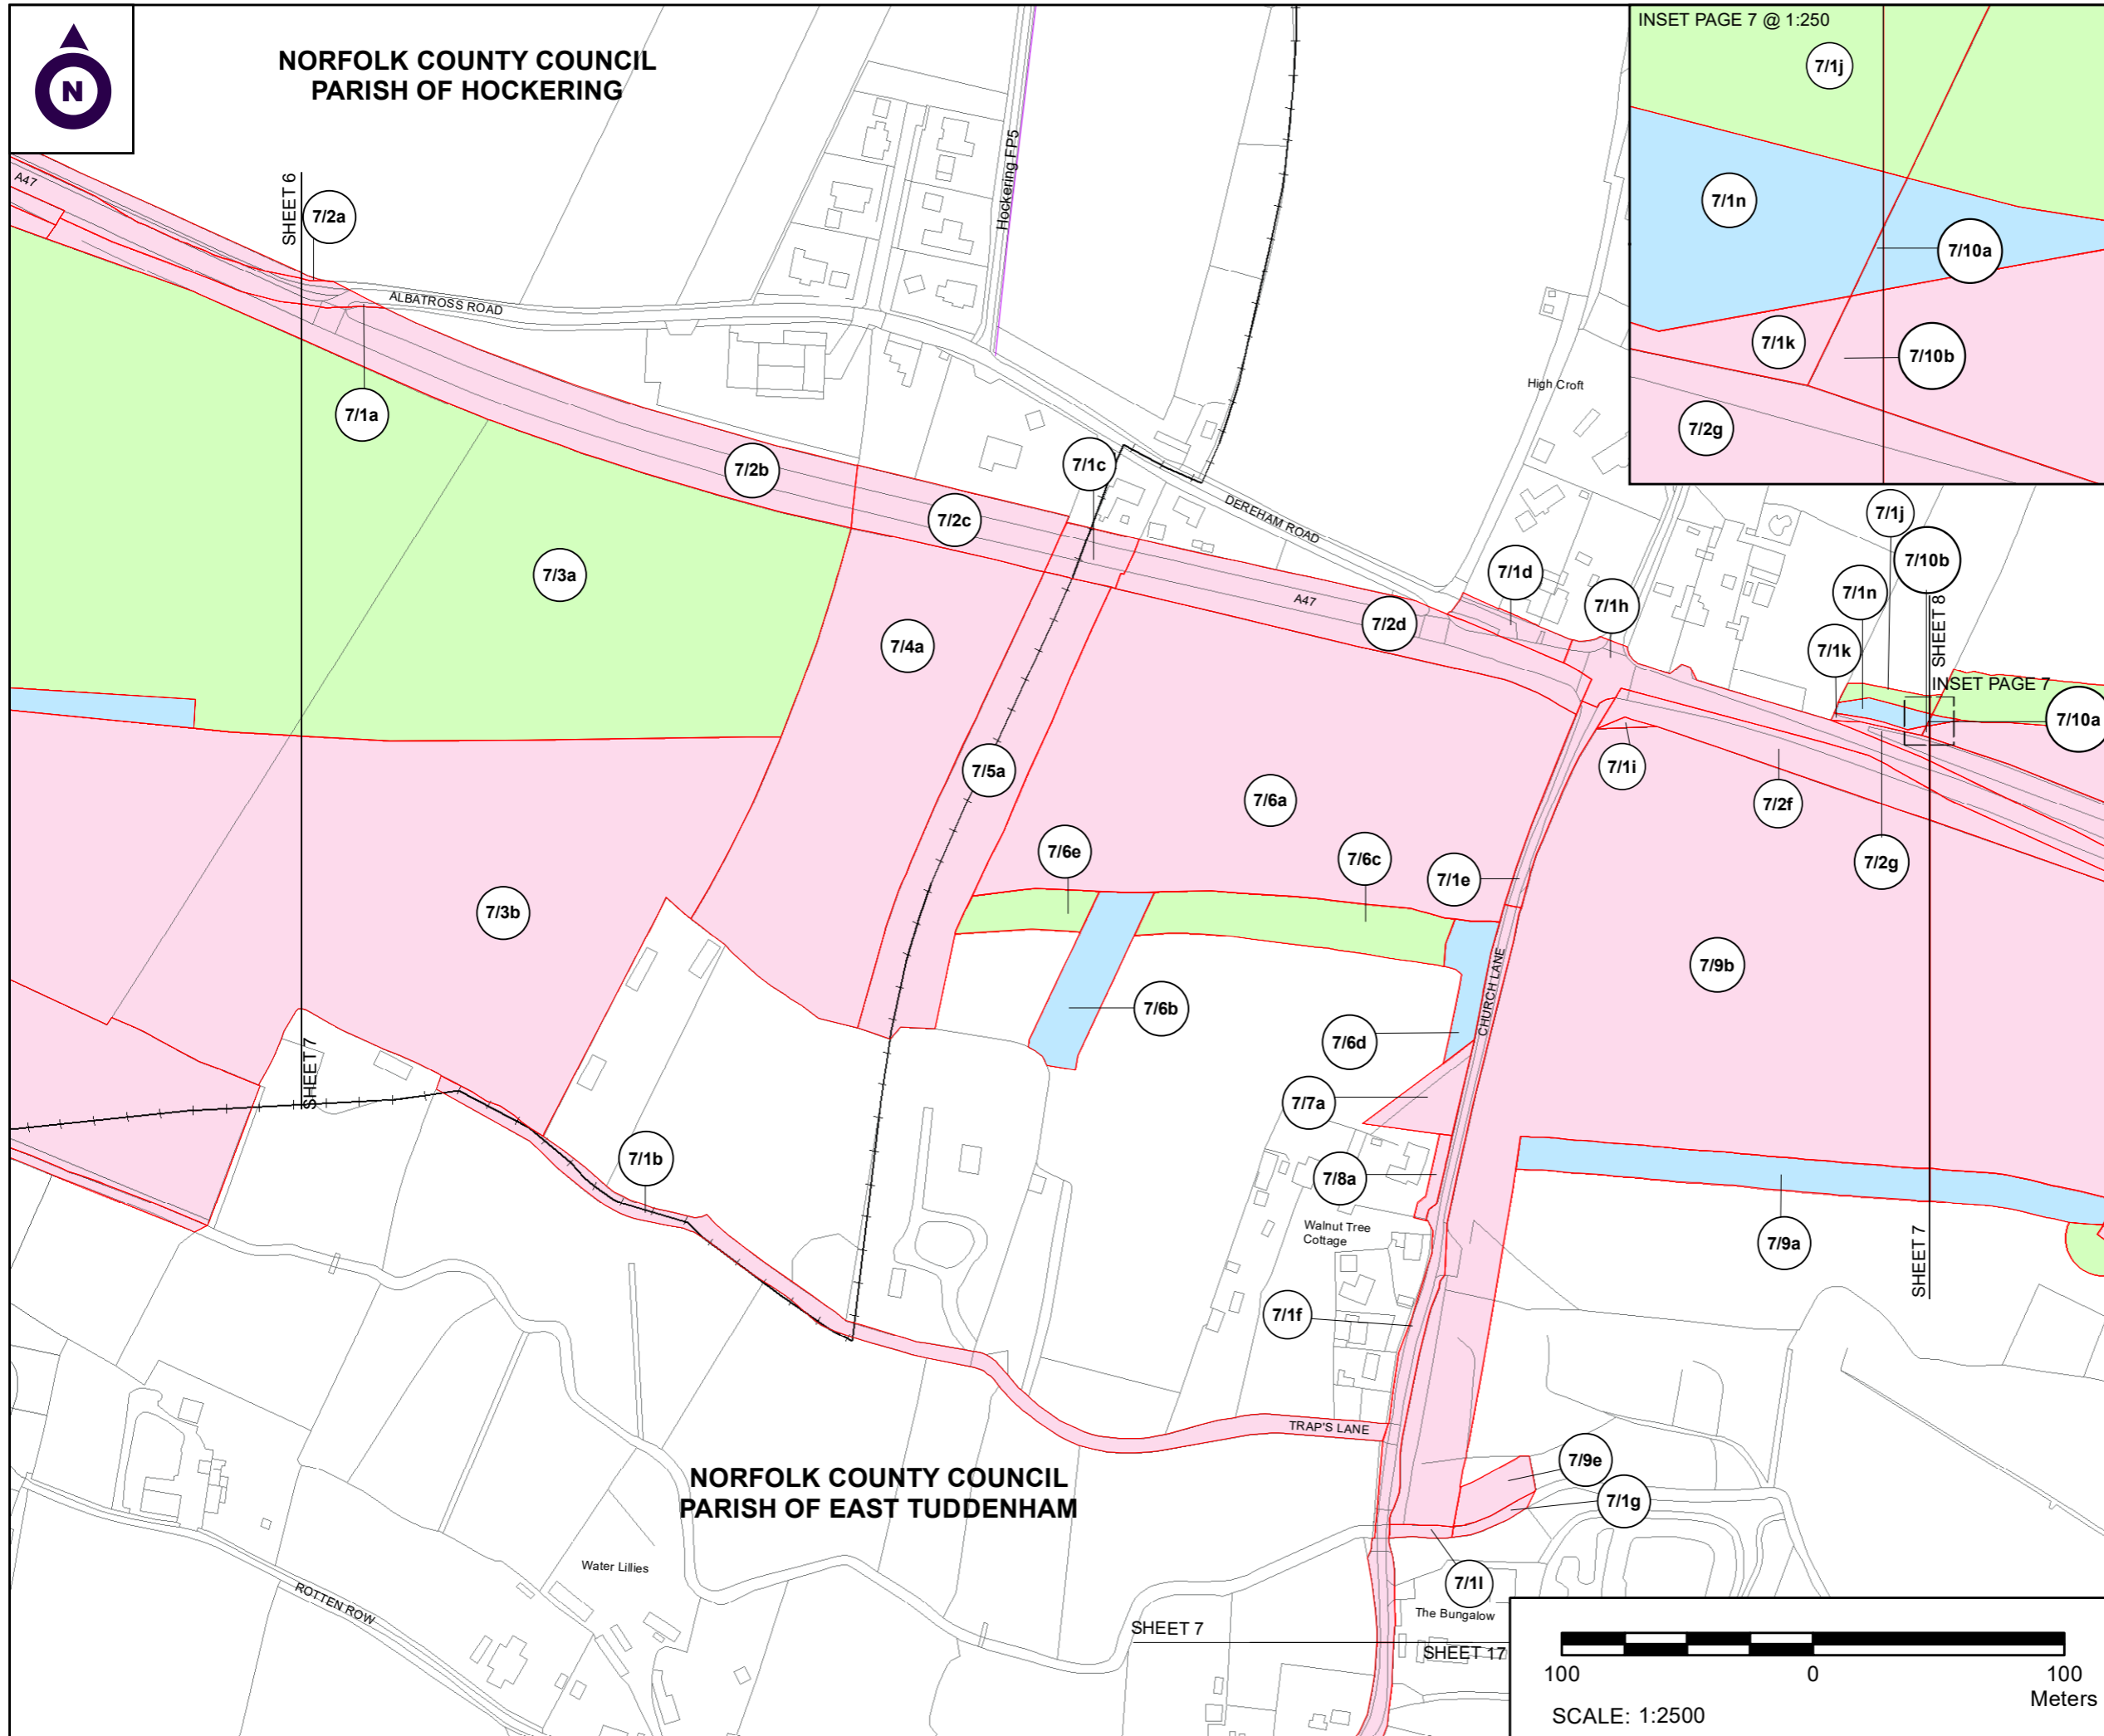 N
NORFOLK COUNTY COUNCIL
PARISH OF HOCKERING
INSET PAGE 7 @ 1:250
7/1j
7/1n
7/10a
7/1k
7/10b
7/2g
A47
SHEET 6
7/2a
ALBATROSS ROAD
Hockering FP5
7/1a
High Croft
7/2b
7/1c
7/2c
DEREHAM ROAD
7/1j
7/10b
7/3a
7/1d
7/1n
7/1h
A47
7/2d
SHEET 8
7/4a
7/1k
INSET PAGE 7
7/10a
7/5a
7/1i
7/6a
7/2f
7/6e
7/6c
7/2g
7/1e
7/3b
7/9b
CHURCH LANE
7/6b
7/6d
SHEET 7
7/7a
7/1b
7/8a
Walnut Tree
Cottage
7/9a
SHEET 7
7/1f
TRAP'S LANE
NORFOLK COUNTY COUNCIL
PARISH OF EAST TUDDENHAM
7/9e
7/1g
Water Lillies
ROTTEN ROW
7/1l
The Bungalow
SHEET 7
SHEET 17
100 0 100
Meters
SCALE: 1:2500